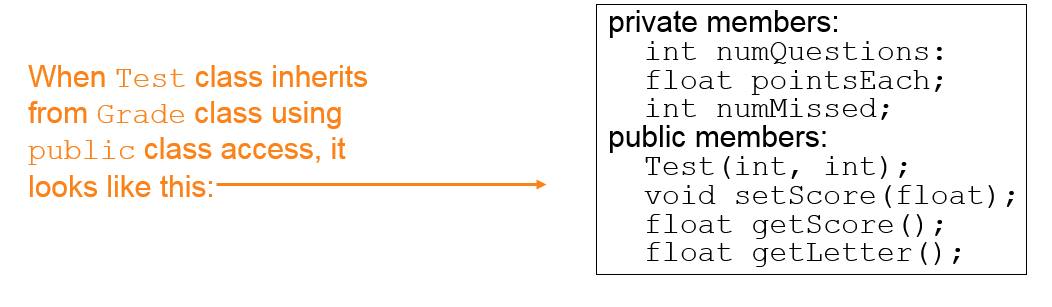 When Test class inherits
from Grade class using
public class access, it
looks like this:
private members:
int numQuestions:
float pointsEach;
int numMissed;
public members:
Test(int, int);
void setScore(float);
float getScore();
float getLetter();